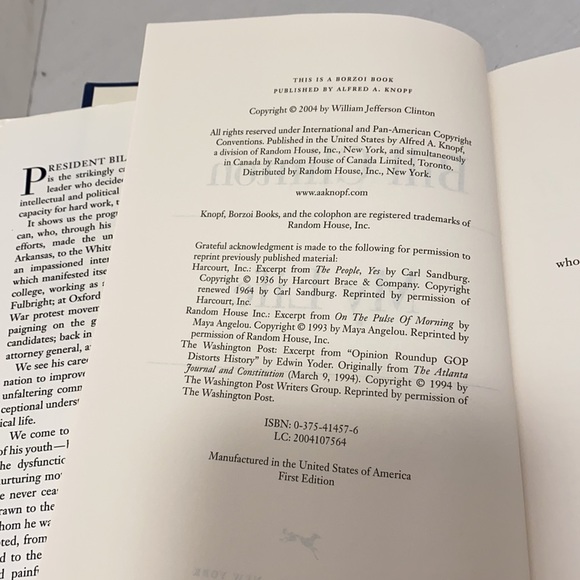 PRESIDENT BIL
is the strikingly
leader who decide
intellectual and political
capacity for hard work,
It shows us the prog
can, who, through his
efforts, made the
Arkansas, to the White
an impassioned
which manifested itse
college, working as
Fulbright; at Oxford
War protest movem
paigning on the
candidates; back in
attorney general,
We see his
nation to improv
unfaltering
ceptional
ical life.
We come to
of his youth—
he dysfunctio
urturing
e never
rawn to the
hom he
oted, from
d to the
painf
THIS IS A BORZOI BOOK
PUBLISHED BY ALFRED A. KNOPF
Copyright © 2004 by William Jefferson Clinton
All rights reserved under International and Pan-American Copyright
Conventions. Published in the United States by Alfred A. Knopf,
a division of Random House, Inc., New York, and simultaneously
in Canada by Random House of Canada Limited, Toronto.
Distributed by Random House, Inc., New York.
www.aaknopf.com
Knopf, Borzoi Books, and the colophon are registered trademarks of
Random House, Inc.
Grateful acknowledgment is made to the following for permission to
reprint previously published material:
Harcourt, Inc.: Excerpt from The People, Yes by Carl Sandburg.
Copyright © 1936 by Harcourt Brace & Company. Copyright
renewed 1964 by Carl Sandburg. Reprinted by permission of
Harcourt, Inc.
Random House Inc.: Excerpt from On The Pulse Of Morning by
Maya Angelou. Copyright © 1993 by Maya Angelou. Reprinted by
permission of Random House, Inc.
The Washington Post: Excerpt from “Opinion Roundup GOP
Distorts History” by Edwin Yoder. Originally from The Atlanta
Journal and Constitution (March 9, 1994). Copyright © 1994 by
The Washington Post Writers Group. Reprinted by permission of
The Washington Post.
ISBN: 0-375-41457-6
LC: 2004107564
Manufactured in the United States of America
First Edition
who